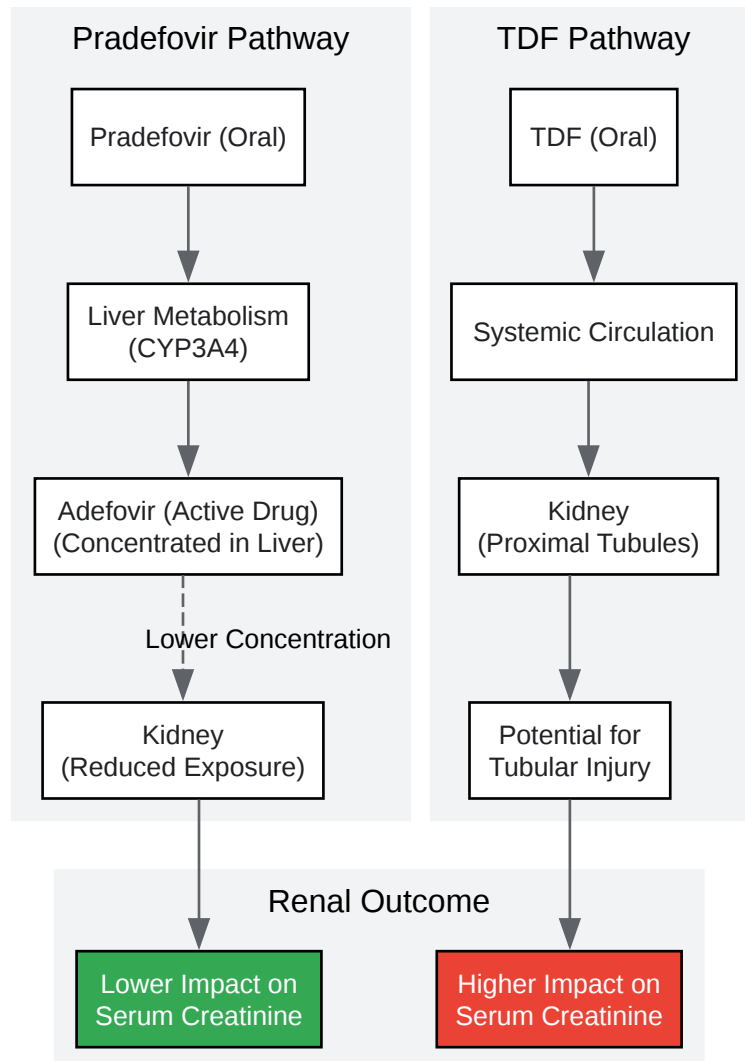 Pradefovir Pathway
Pradefovir (Oral)
Liver Metabolism
(CYP3A4)
Adefovir (Active Drug)
(Concentrated in Liver)
Lower Concentration
Kidney
(Reduced Exposure)
TDF Pathway
TDF (Oral)
Systemic Circulation
Kidney
(Proximal Tubules)
Potential for
Tubular Injury
Renal Outcome
Lower Impact on
Serum Creatinine
Higher Impact on
Serum Creatinine